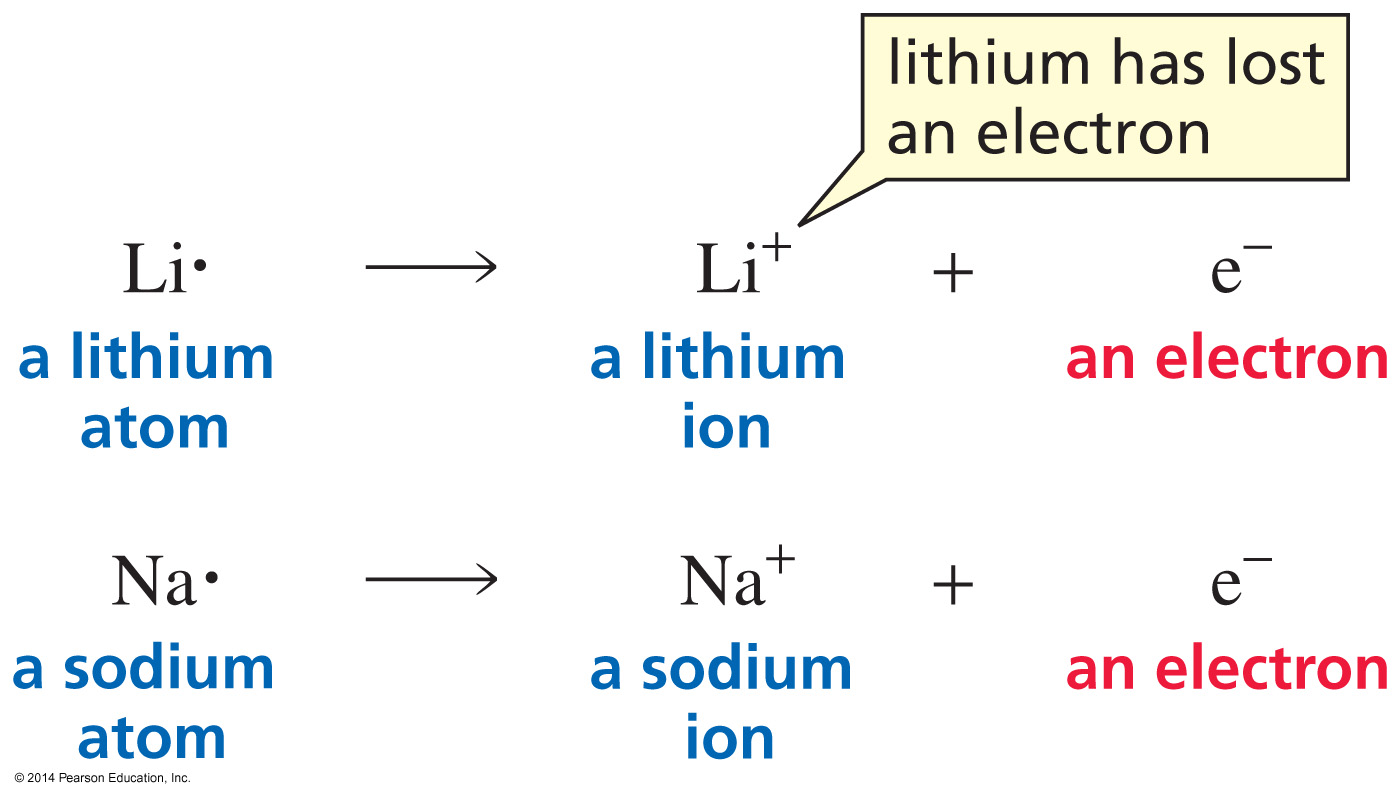 lithium has lost
an electron
Li· ⟶ Li⁺ + e⁻
a lithium a lithium an electron
atom ion
Na· ⟶ Na⁺ + e⁻
a sodium a sodium an electron
atom ion
© 2014 Pearson Education, Inc.